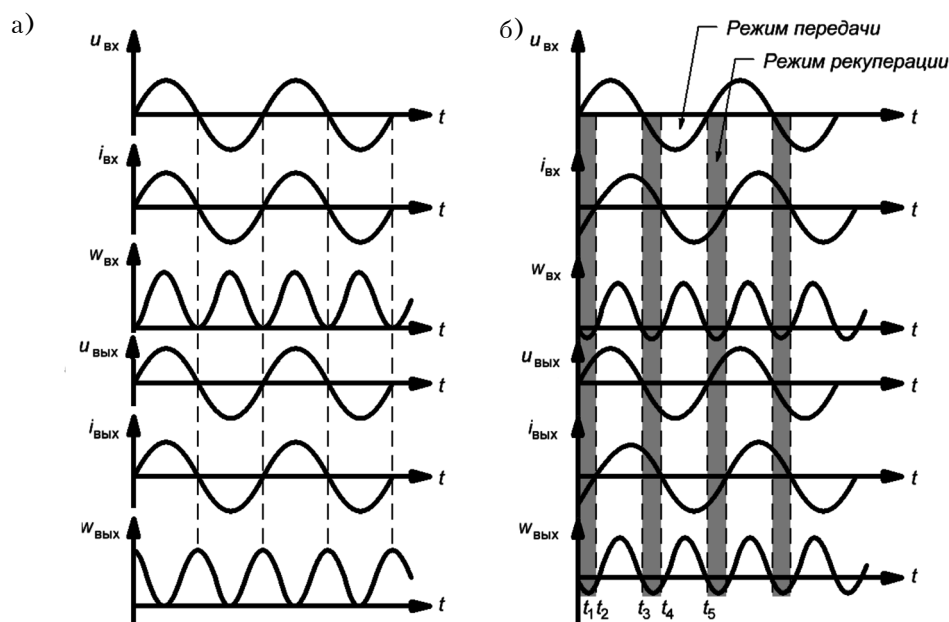 а)
u вх
t
i вх
t
w вх
t
u вых
t
i вых
t
w вых
t
б)
Режим передачи
Режим рекуперации
u вх
t
i вх
t
w вх
t
u вых
t
i вых
t
w вых
t
t1 t2 t3 t4 t5